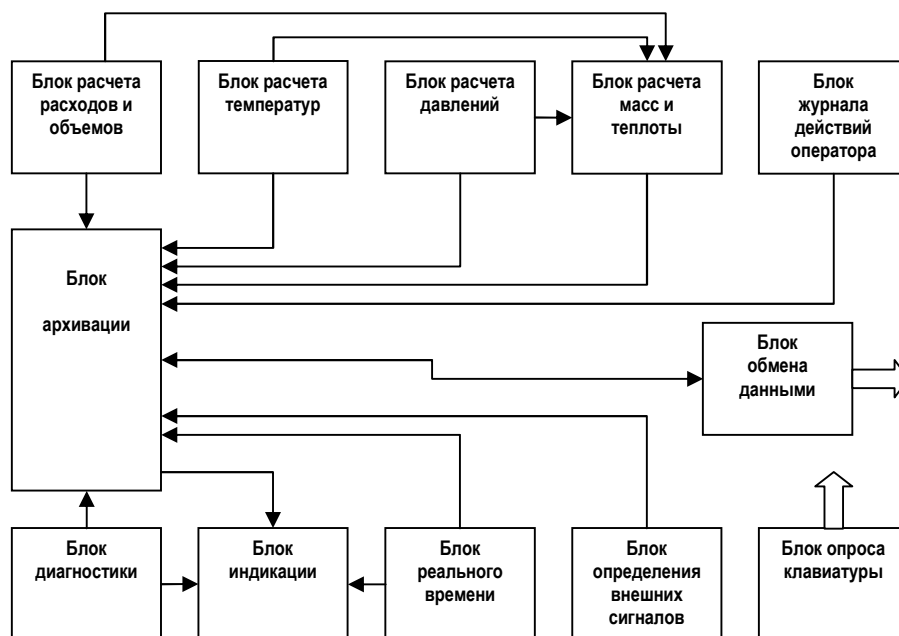 Блок расчета
расходов и
объемов
Блок расчета
температур
Блок расчета
давлений
Блок расчета
масс и
теплоты
Блок
журнала
действий
оператора
Блок
архивации
Блок
обмена
данными
Блок
диагностики
Блок
индикации
Блок
реального
времени
Блок
определения
внешних
сигналов
Блок опроса
клавиатуры